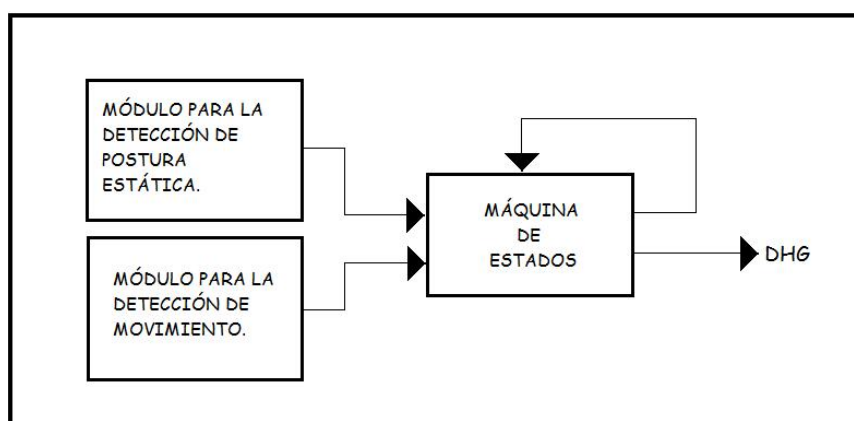 MÓDULO PARA LA
DETECCIÓN DE
POSTURA
ESTÁTICA.
MÓDULO PARA LA
DETECCIÓN DE
MOVIMIENTO.
MÁQUINA
DE
ESTADOS
DHG